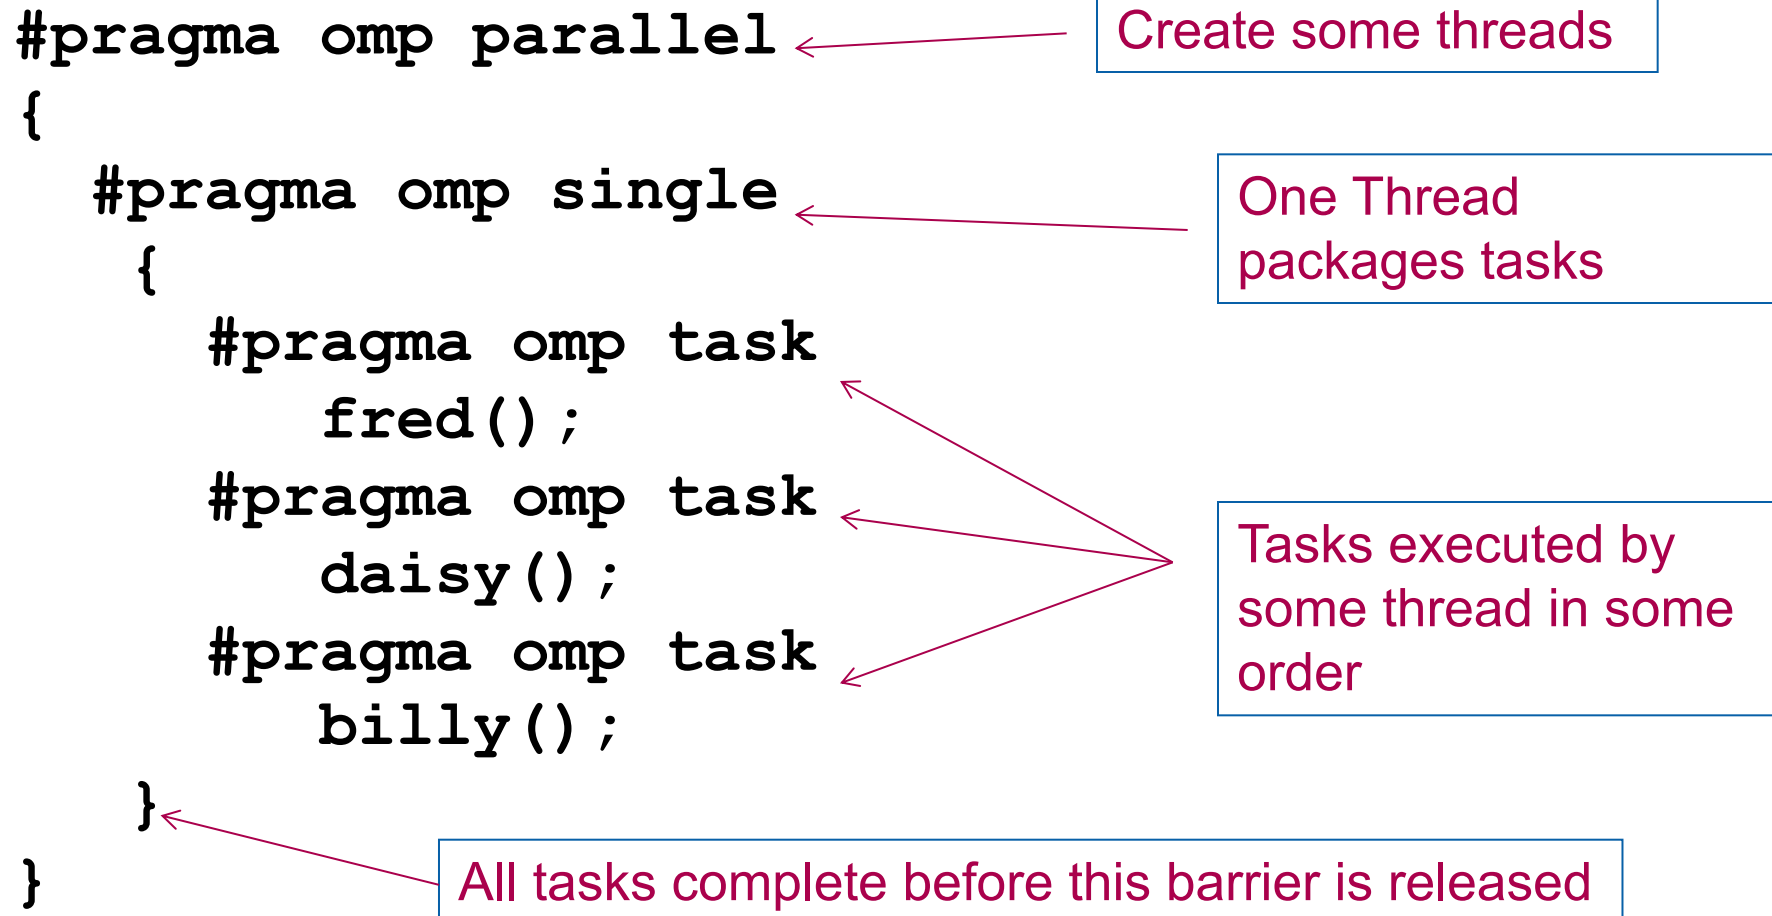 #pragma omp parallel
Create some threads
{
#pragma omp single
One Thread
packages tasks
{
#pragma omp task
fred();
#pragma omp task
daisy();
Tasks executed by
some thread in some
order
#pragma omp task
billy();
}
All tasks complete before this barrier is released
}